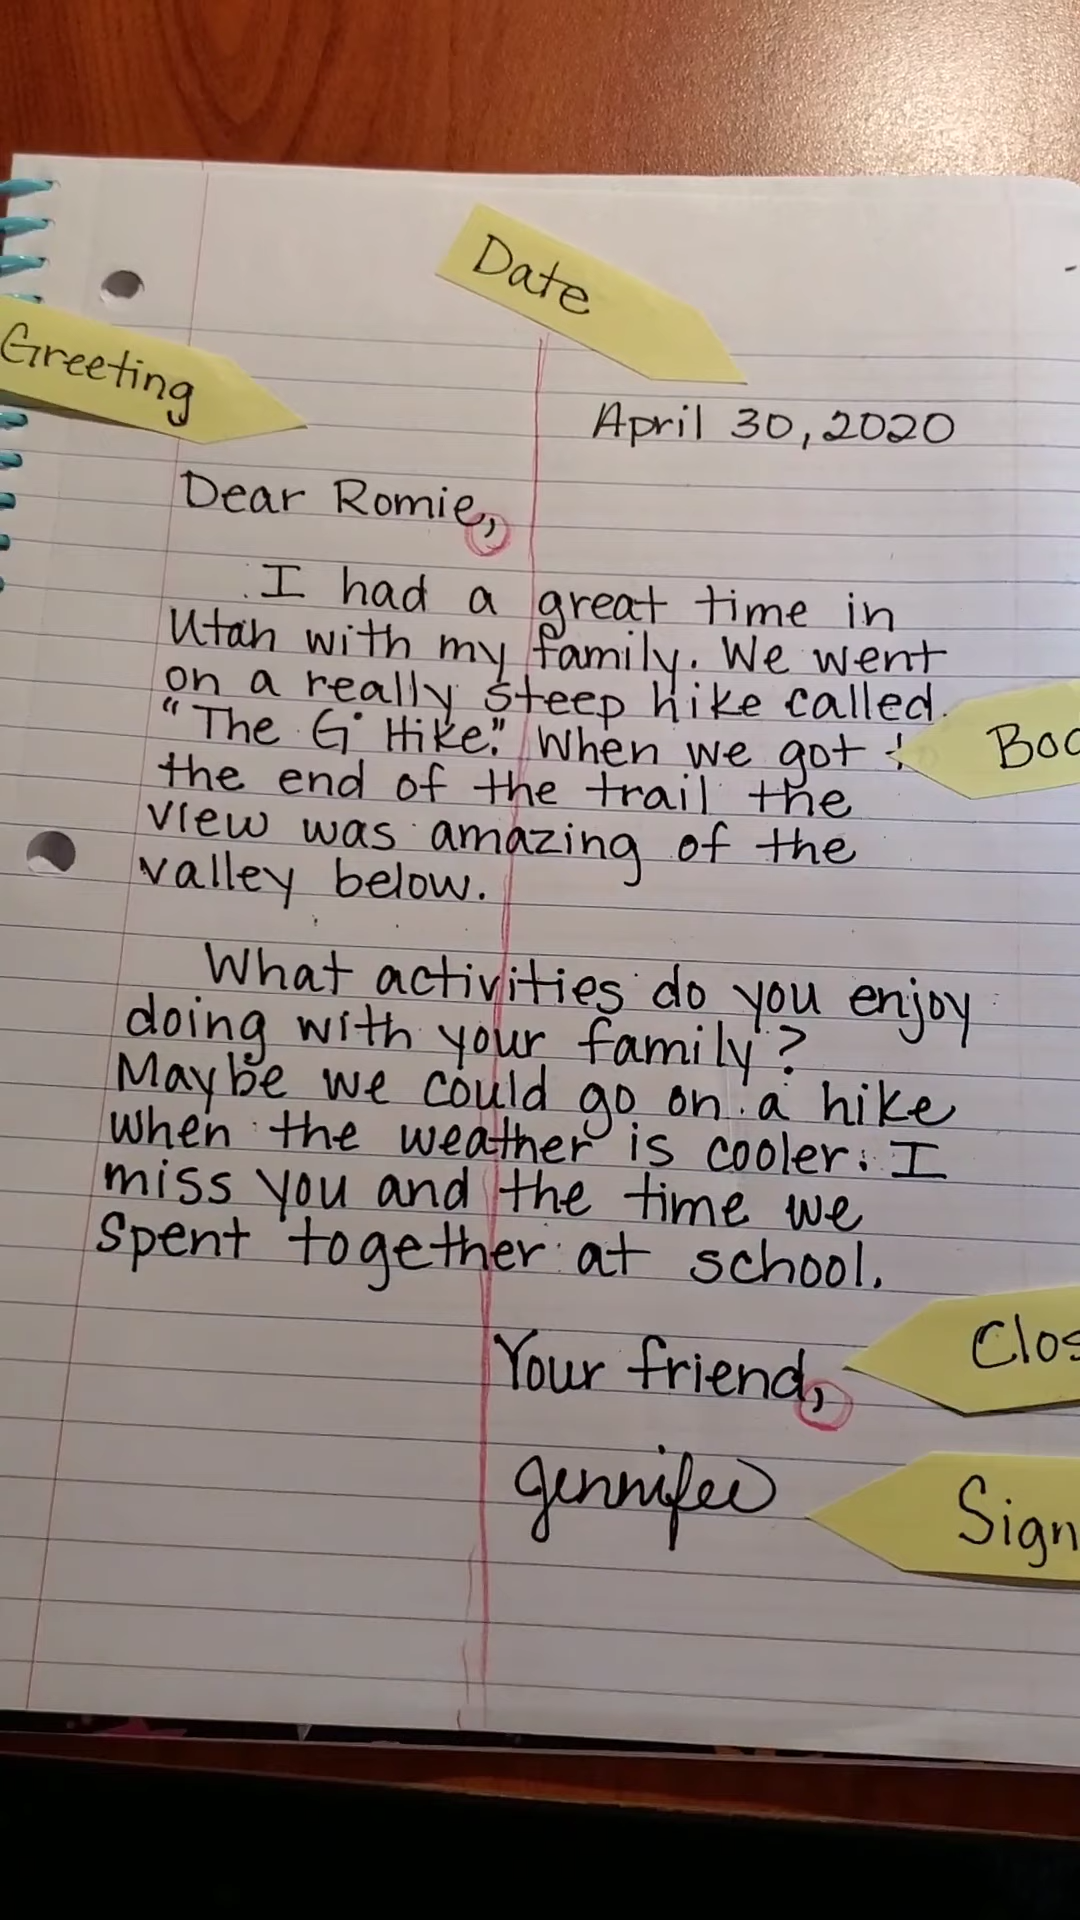 Date
Greeting
April 30, 2020
Dear Romie,
I had a great time in
Utah with my family. We went
on a really steep hike called
"The G Hike." When we got
the end of the trail the
view was amazing of the
valley below.
What activities do you enjoy
doing with your family?
Maybe we could go on a hike
when the weather is cooler. I
miss you and the time we
spent together at school.
Your friend,
Clos
Jennifer
Sign